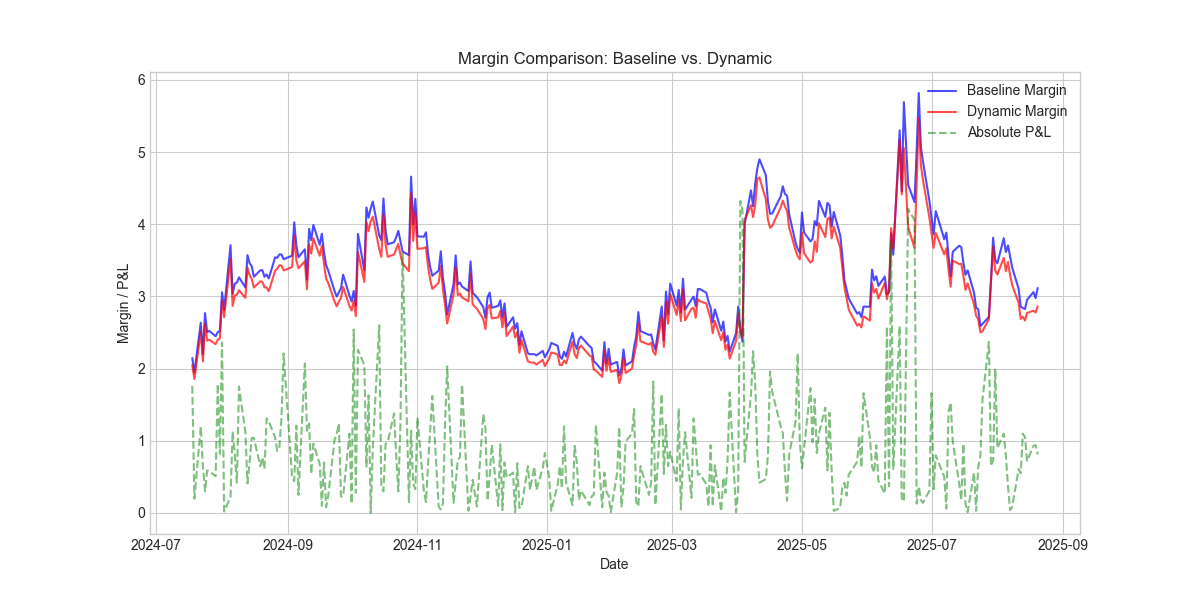 Margin Comparison: Baseline vs. Dynamic
6
5
4
3
2
1
0
Margin / P&L
Baseline Margin
Dynamic Margin
Absolute P&L
2024-07
2024-09
2024-11
2025-01
2025-03
2025-05
2025-07
2025-09
Date